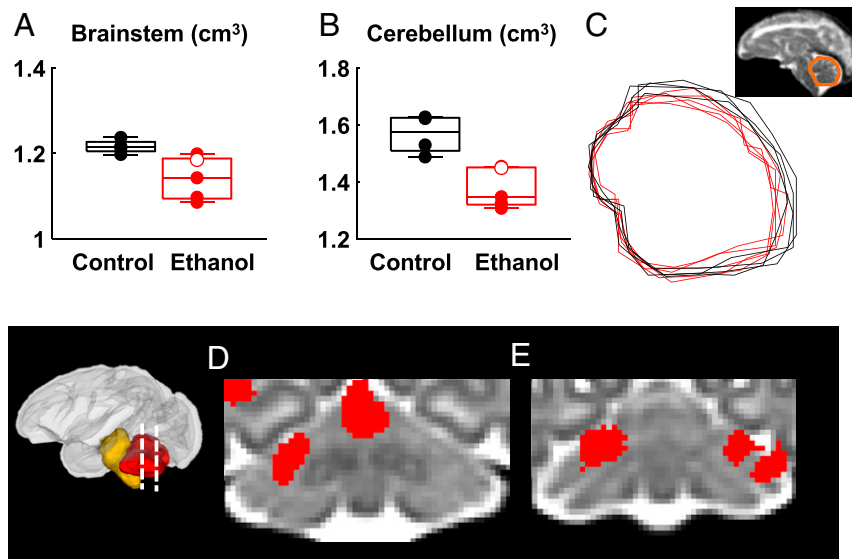 A
Brainstem (cm³)
1.4
1.2
1
Control
Ethanol
B
Cerebellum (cm³)
1.8
1.6
1.4
1.2
Control
Ethanol
C
D
E